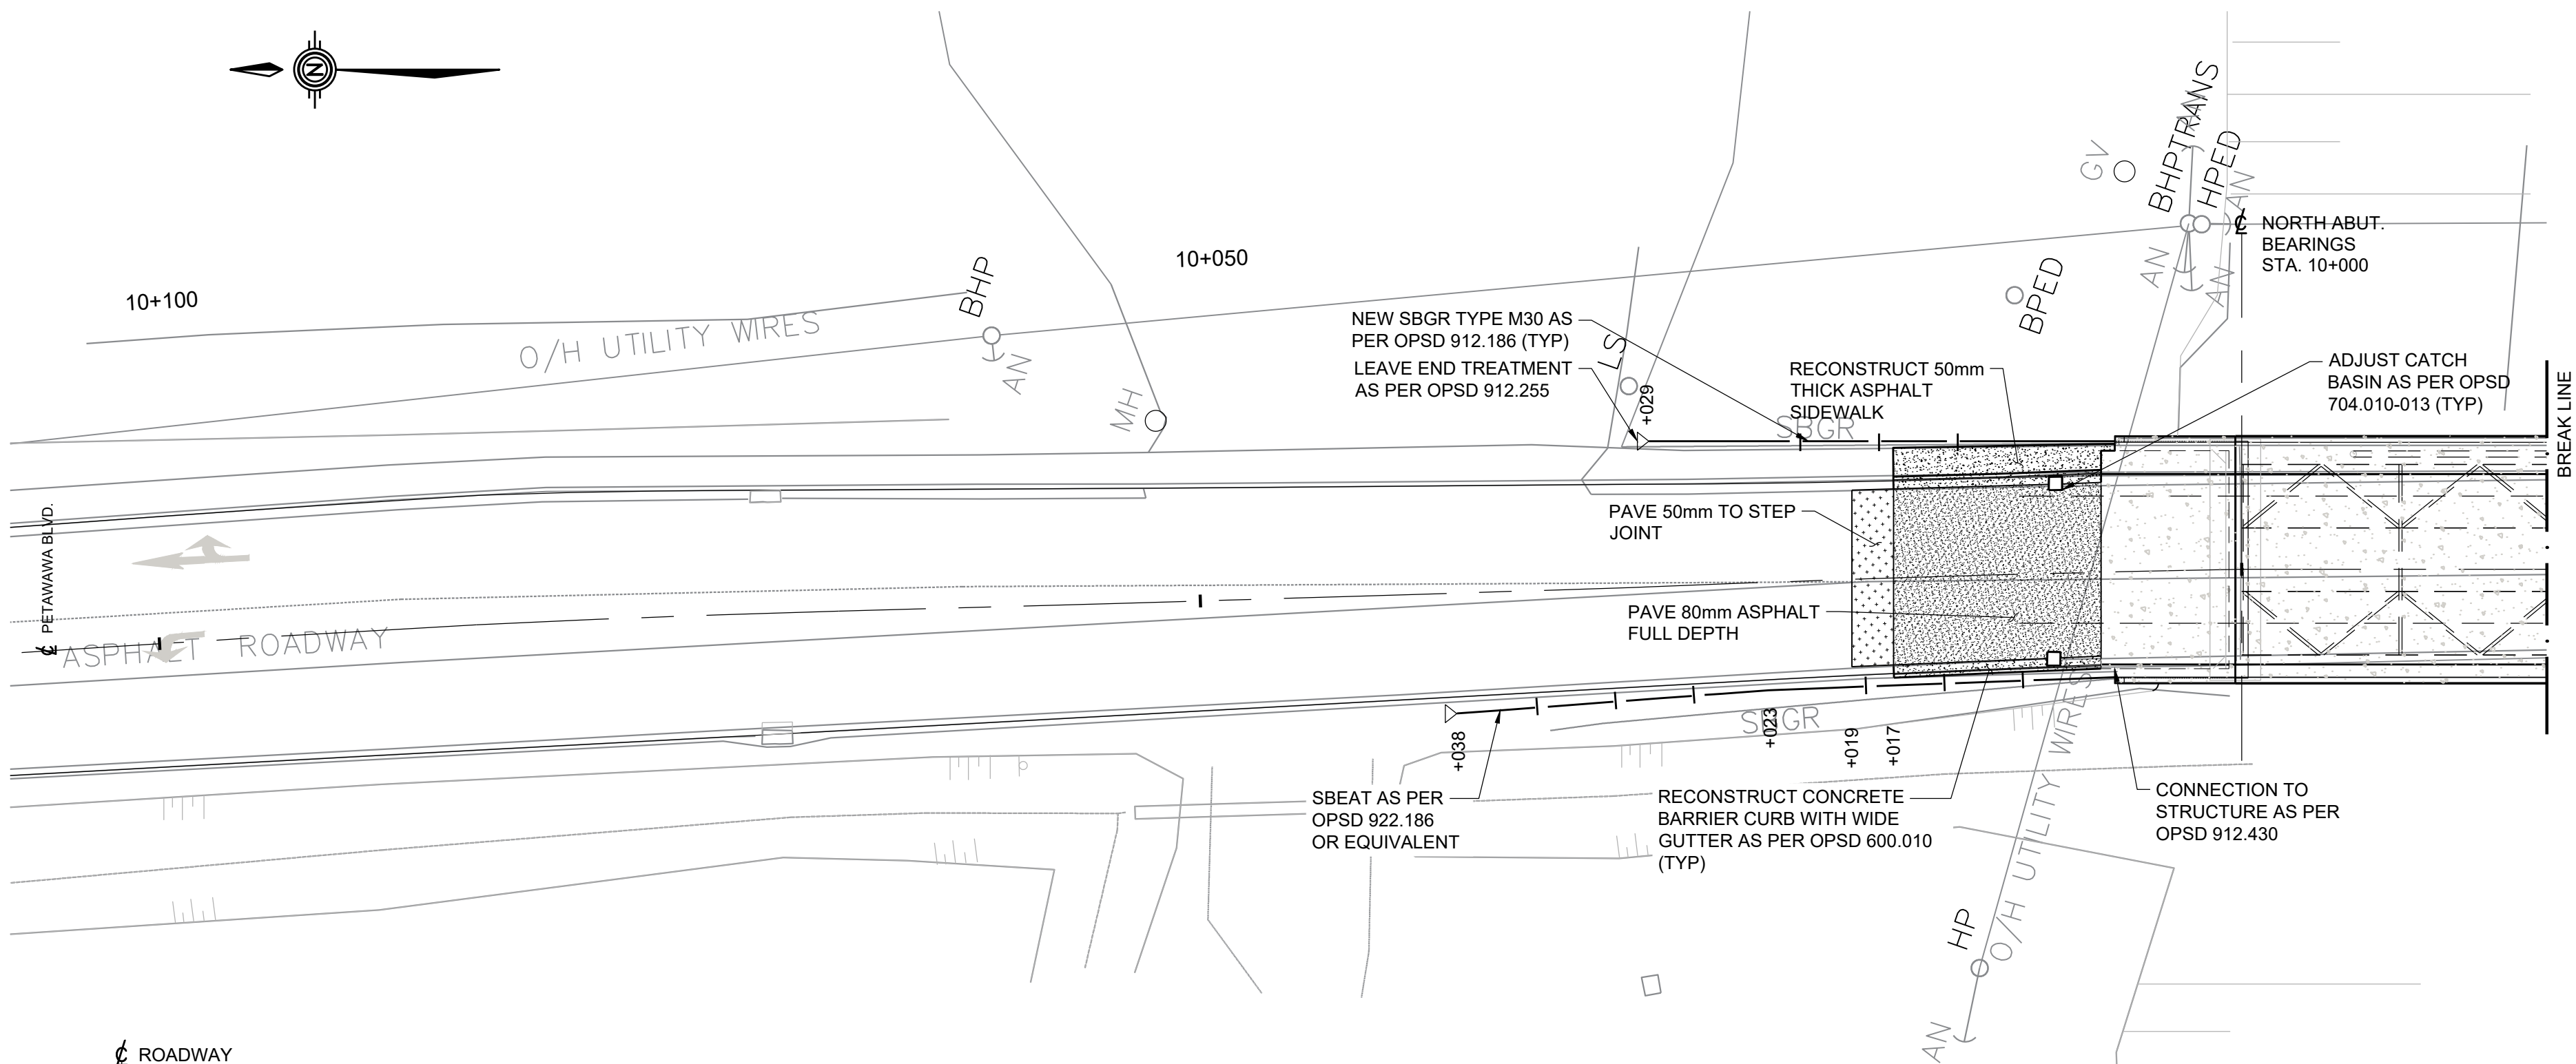 N
10+100
10+050
O/H UTILITY WIRES
BHP
AN
MH
NEW SBGR TYPE M30 AS
PER OPSD 912.186 (TYP)
LEAVE END TREATMENT
AS PER OPSD 912.255
LS
+029
SBGR
RECONSTRUCT 50mm
THICK ASPHALT
SIDEWALK
BPED
GV
BHPTRANS
AN
HPED
AN
AN
AN
℄ NORTH ABUT.
BEARINGS
STA. 10+000
ADJUST CATCH
BASIN AS PER OPSD
704.010-013 (TYP)
BREAK LINE
PAVE 50mm TO STEP
JOINT
PAVE 80mm ASPHALT
FULL DEPTH
℄ PETAWAWA BLVD.
ASPHALT ROADWAY
SBGR
+038
+023
+019
+017
SBEAT AS PER
OPSD 922.186
OR EQUIVALENT
RECONSTRUCT CONCRETE
BARRIER CURB WITH WIDE
GUTTER AS PER OPSD 600.010
(TYP)
CONNECTION TO
STRUCTURE AS PER
OPSD 912.430
O/H UTILITY WIRES
HP
AN
℄ ROADWAY